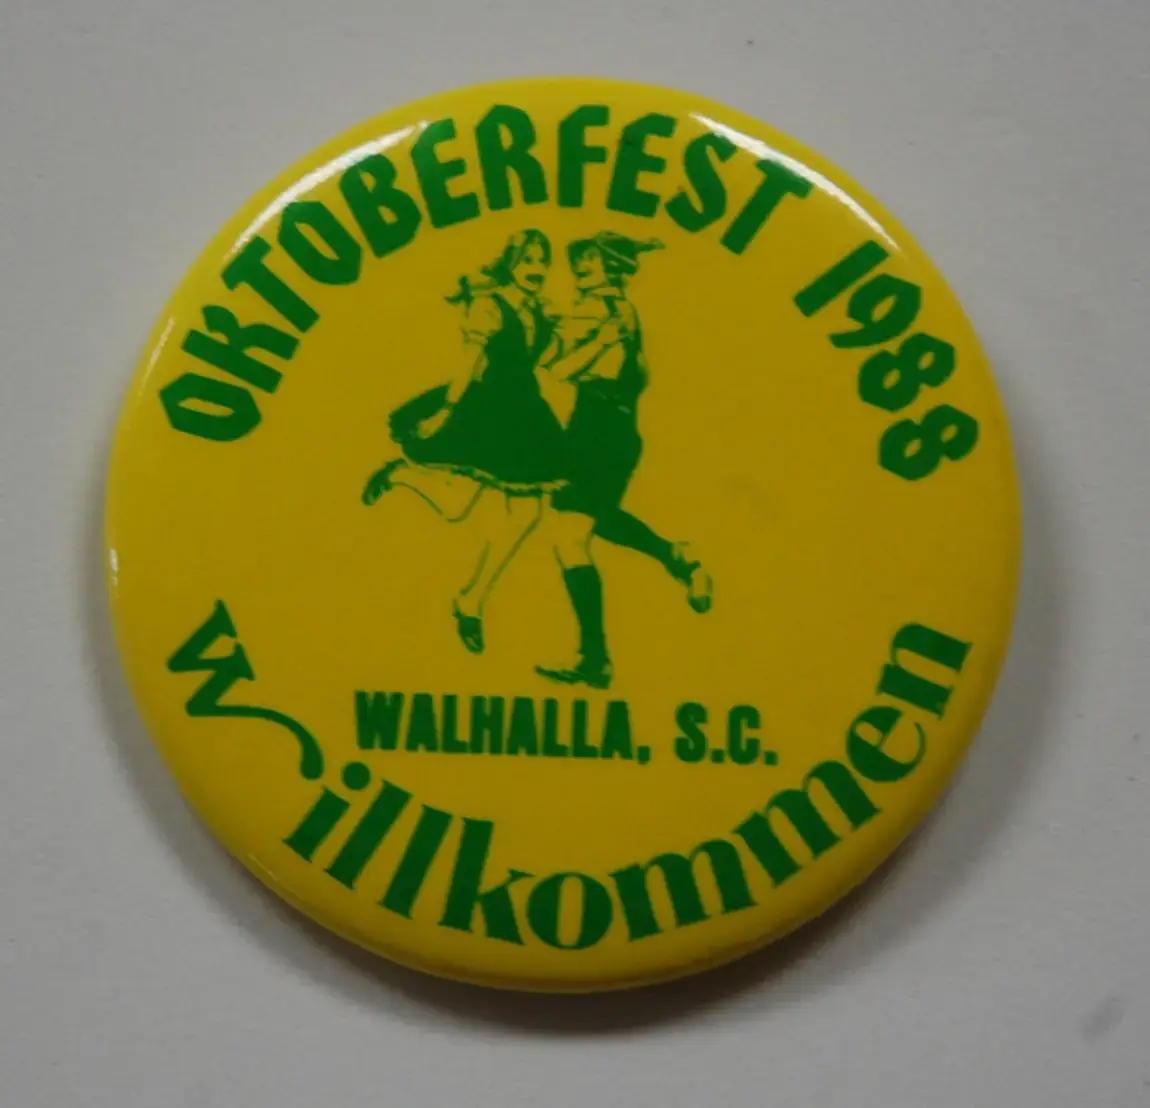 OKTOBERFEST 1988
WALHALLA, S.C.
Willkommen